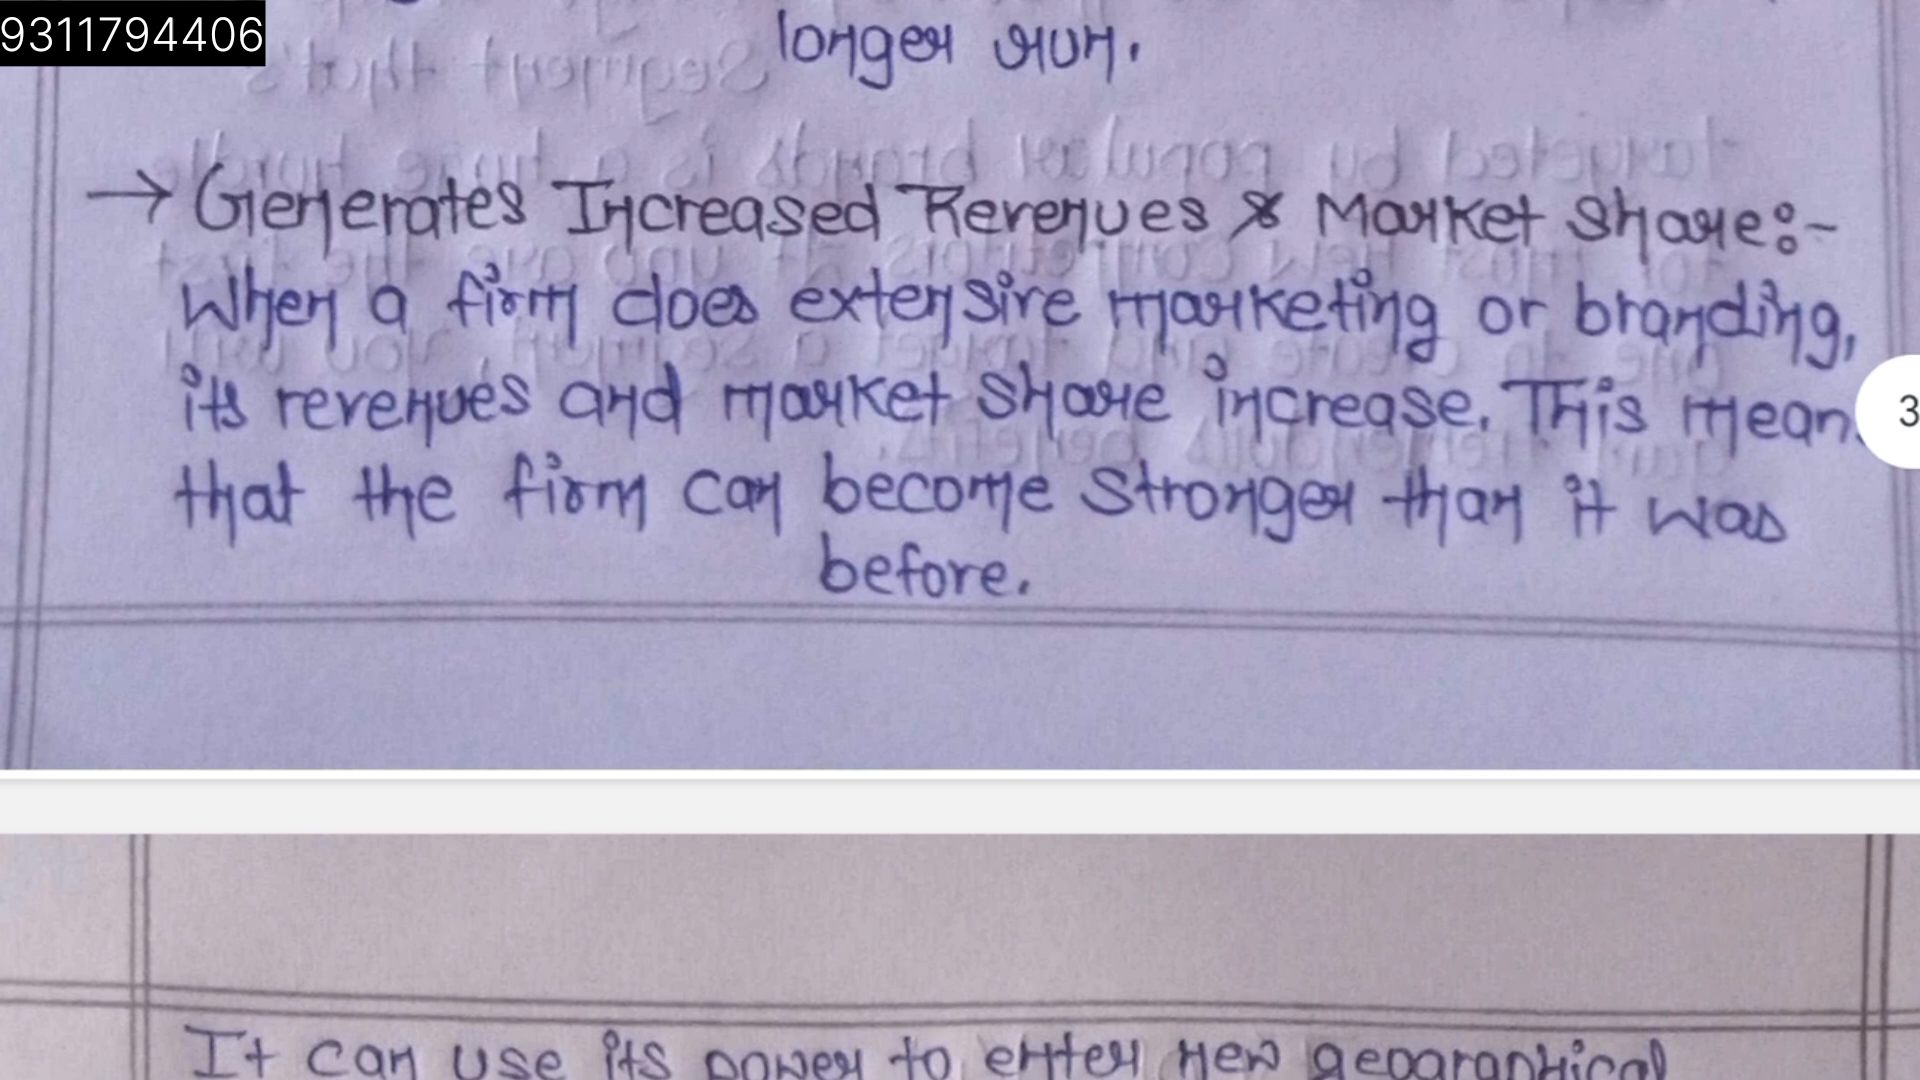 9311794406
longer run.
→ Generates Increased Revenues & Market Share:-
When a firm does extensive marketing or branding,
its revenues and market share increase. This mean
3
that the firm can become stronger than it was
before.
It can use its power to enter new geographical